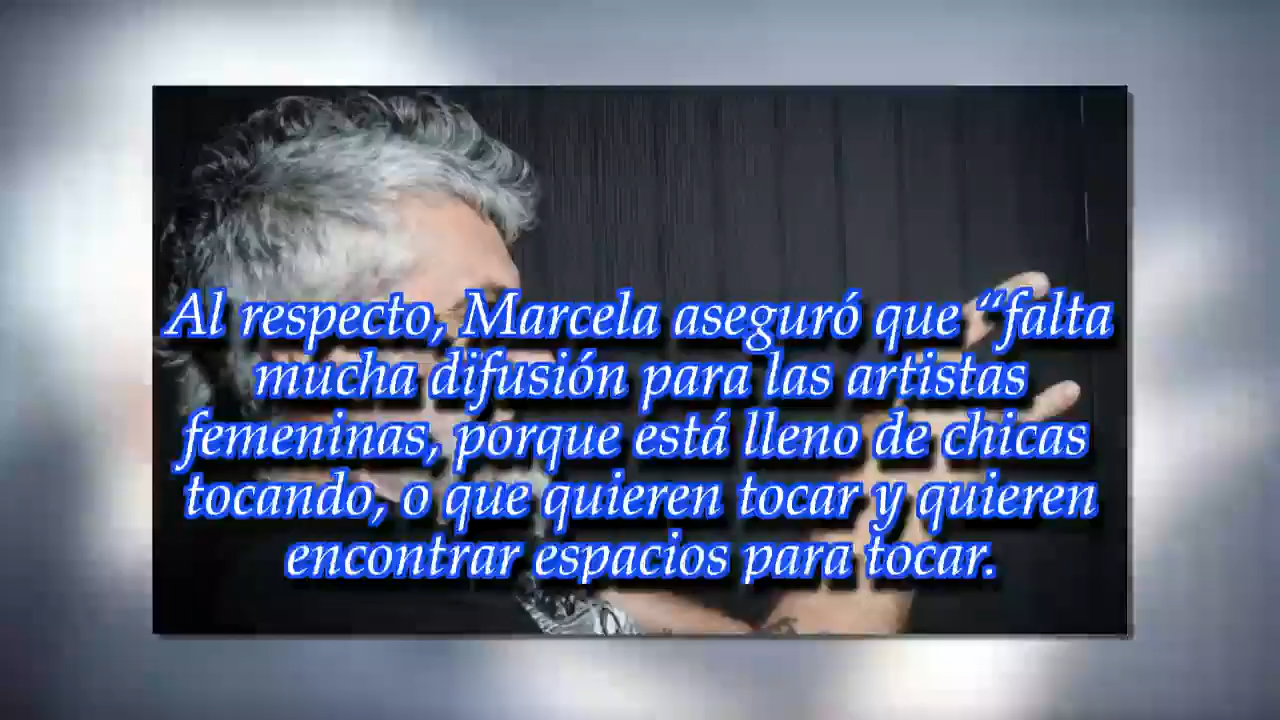 Al respecto, Marcela aseguró que “falta
mucha difusión para las artistas
femeninas, porque está lleno de chicas
tocando, o que quieren tocar y quieren
encontrar espacios para tocar.